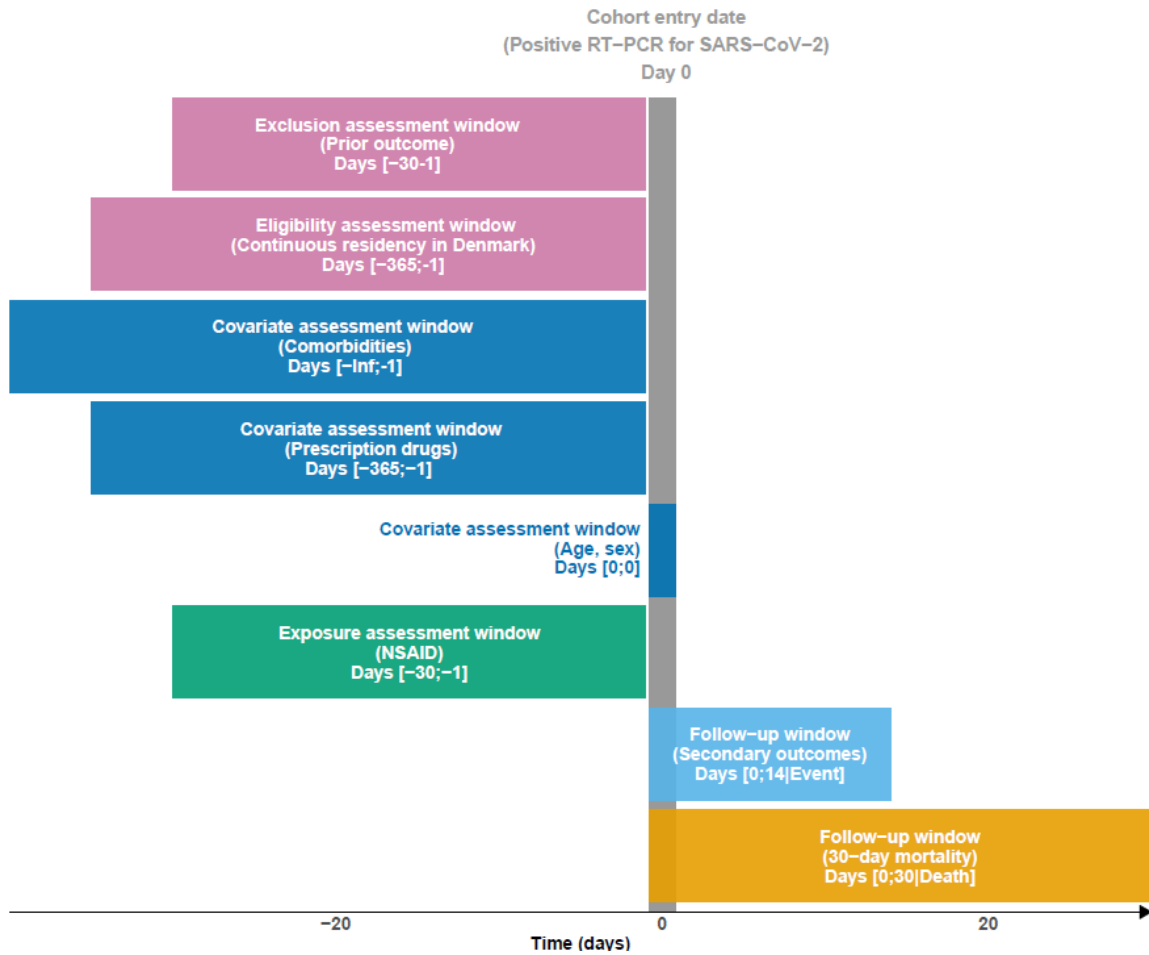 Cohort entry date
(Positive RT−PCR for SARS−CoV−2)
Day 0
Exclusion assessment window
(Prior outcome)
Days [−30-1]
Eligibility assessment window
(Continuous residency in Denmark)
Days [−365;-1]
Covariate assessment window
(Comorbidities)
Days [−Inf;-1]
Covariate assessment window
(Prescription drugs)
Days [−365;−1]
Covariate assessment window
(Age, sex)
Days [0;0]
Exposure assessment window
(NSAID)
Days [−30;−1]
Follow−up window
(Secondary outcomes)
Days [0;14|Event]
Follow−up window
(30−day mortality)
Days [0;30|Death]
−20 0 20
Time (days)